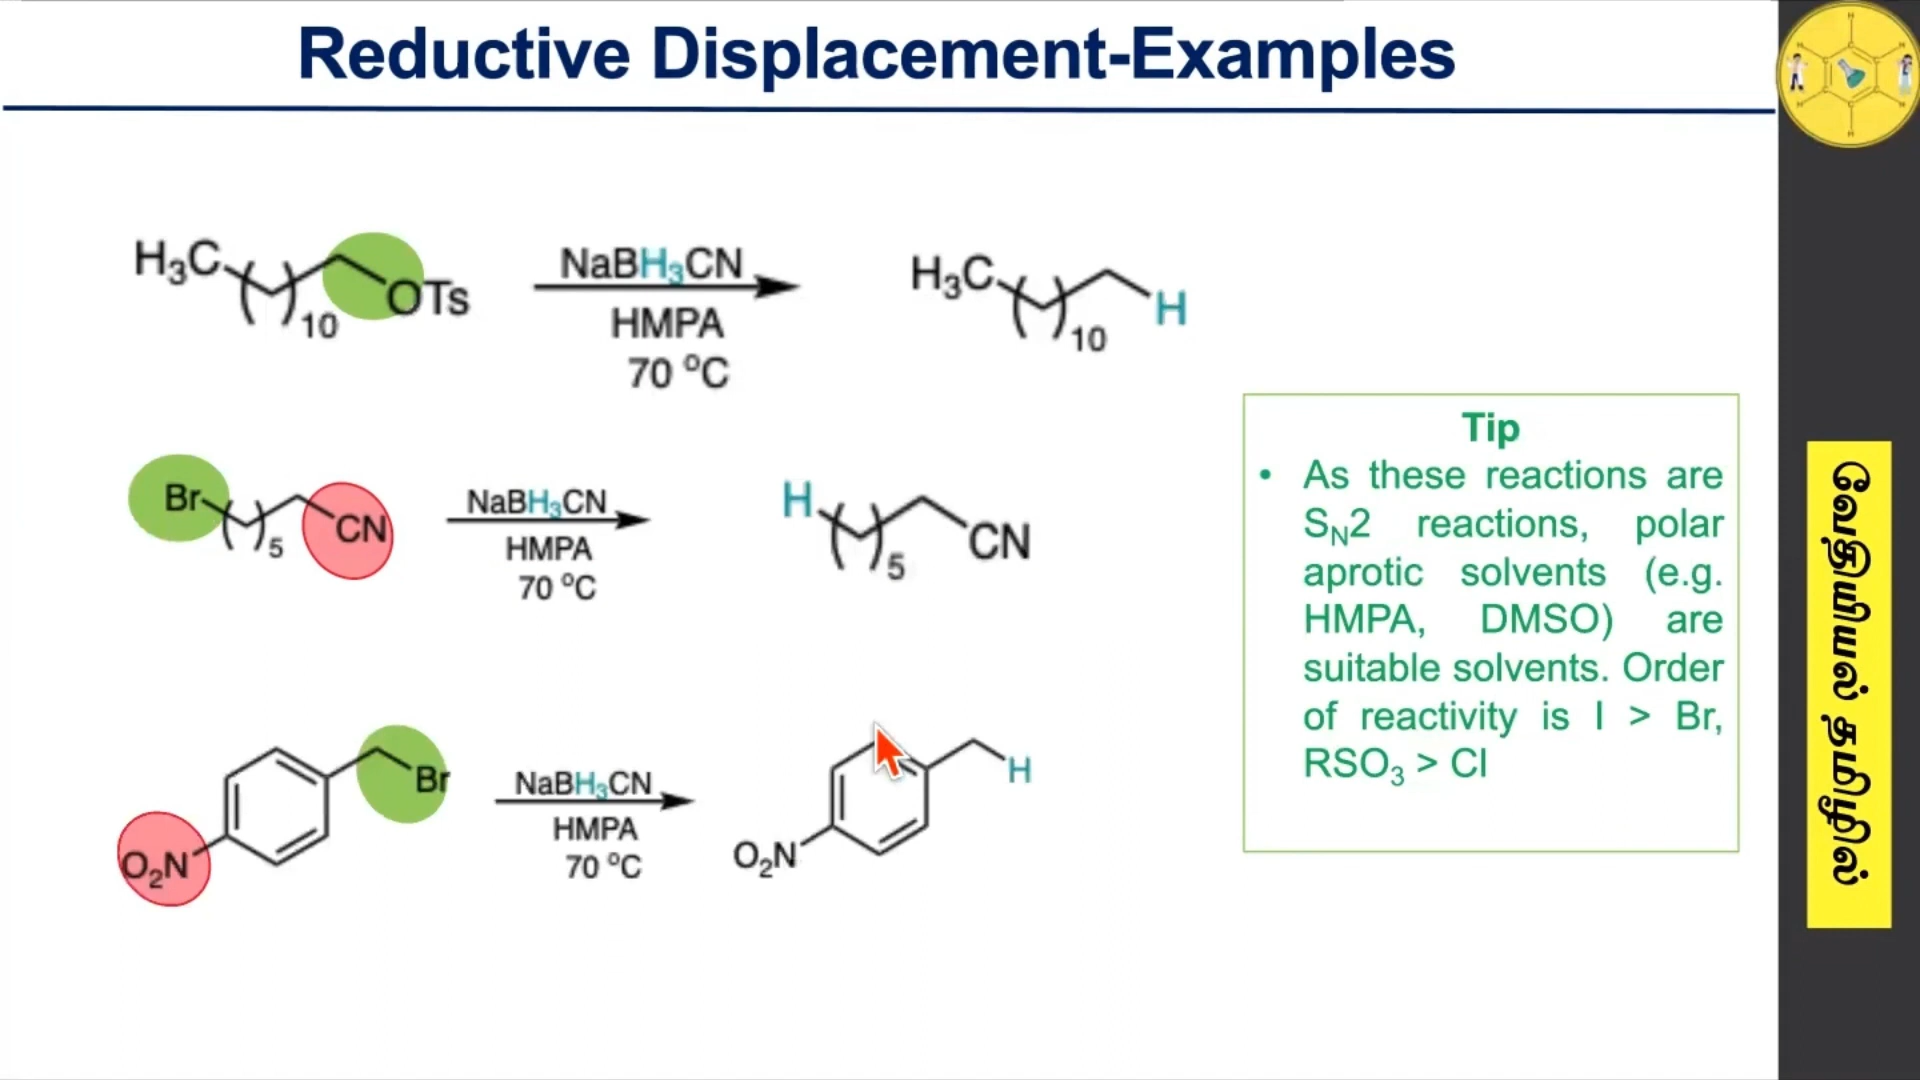 Reductive Displacement-Examples
H₃C ( )₁₀ OTs
NaBH₃CN
HMPA
70 °C
H₃C ( )₁₀ H
Br ( )₅ CN
NaBH₃CN
HMPA
70 °C
H ( )₅ CN
O₂N Br
NaBH₃CN
HMPA
70 °C
O₂N H
Tip
• As these reactions are
S_N2 reactions, polar
aprotic solvents (e.g.
HMPA, DMSO) are
suitable solvents. Order
of reactivity is I > Br,
RSO₃ > Cl
வேதியியல் தமிழில்